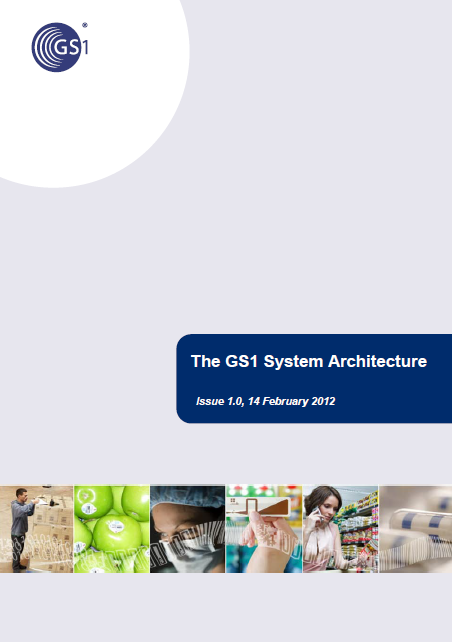 GS1
®
The GS1 System Architecture
Issue 1.0, 14 February 2012